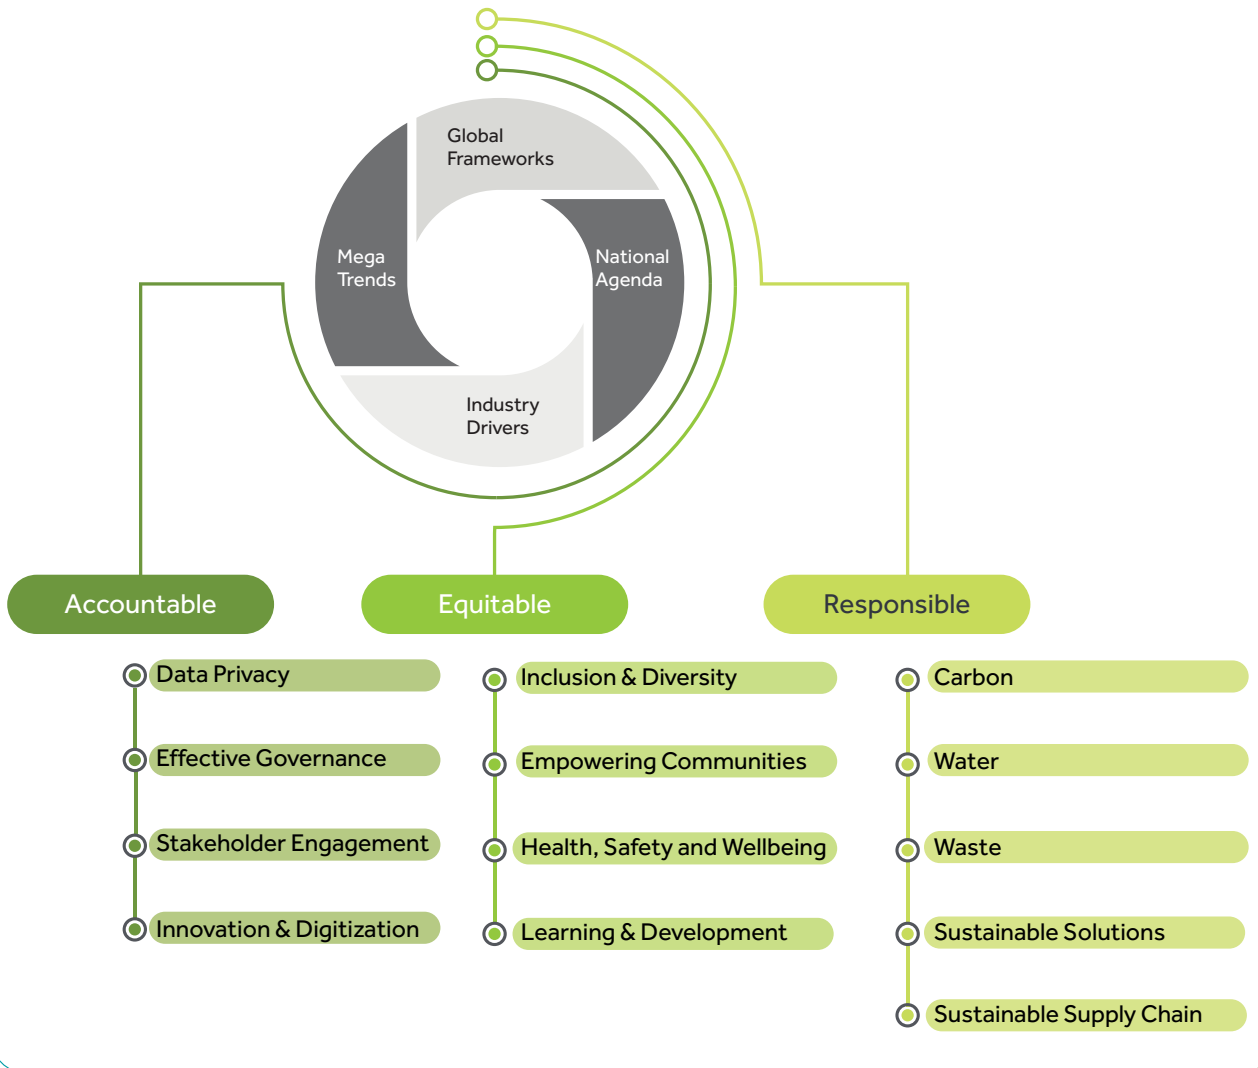 Global
Frameworks
Mega
Trends
National
Agenda
Industry
Drivers
Accountable
Data Privacy
Effective Governance
Stakeholder Engagement
Innovation & Digitization
Equitable
Inclusion & Diversity
Empowering Communities
Health, Safety and Wellbeing
Learning & Development
Responsible
Carbon
Water
Waste
Sustainable Solutions
Sustainable Supply Chain